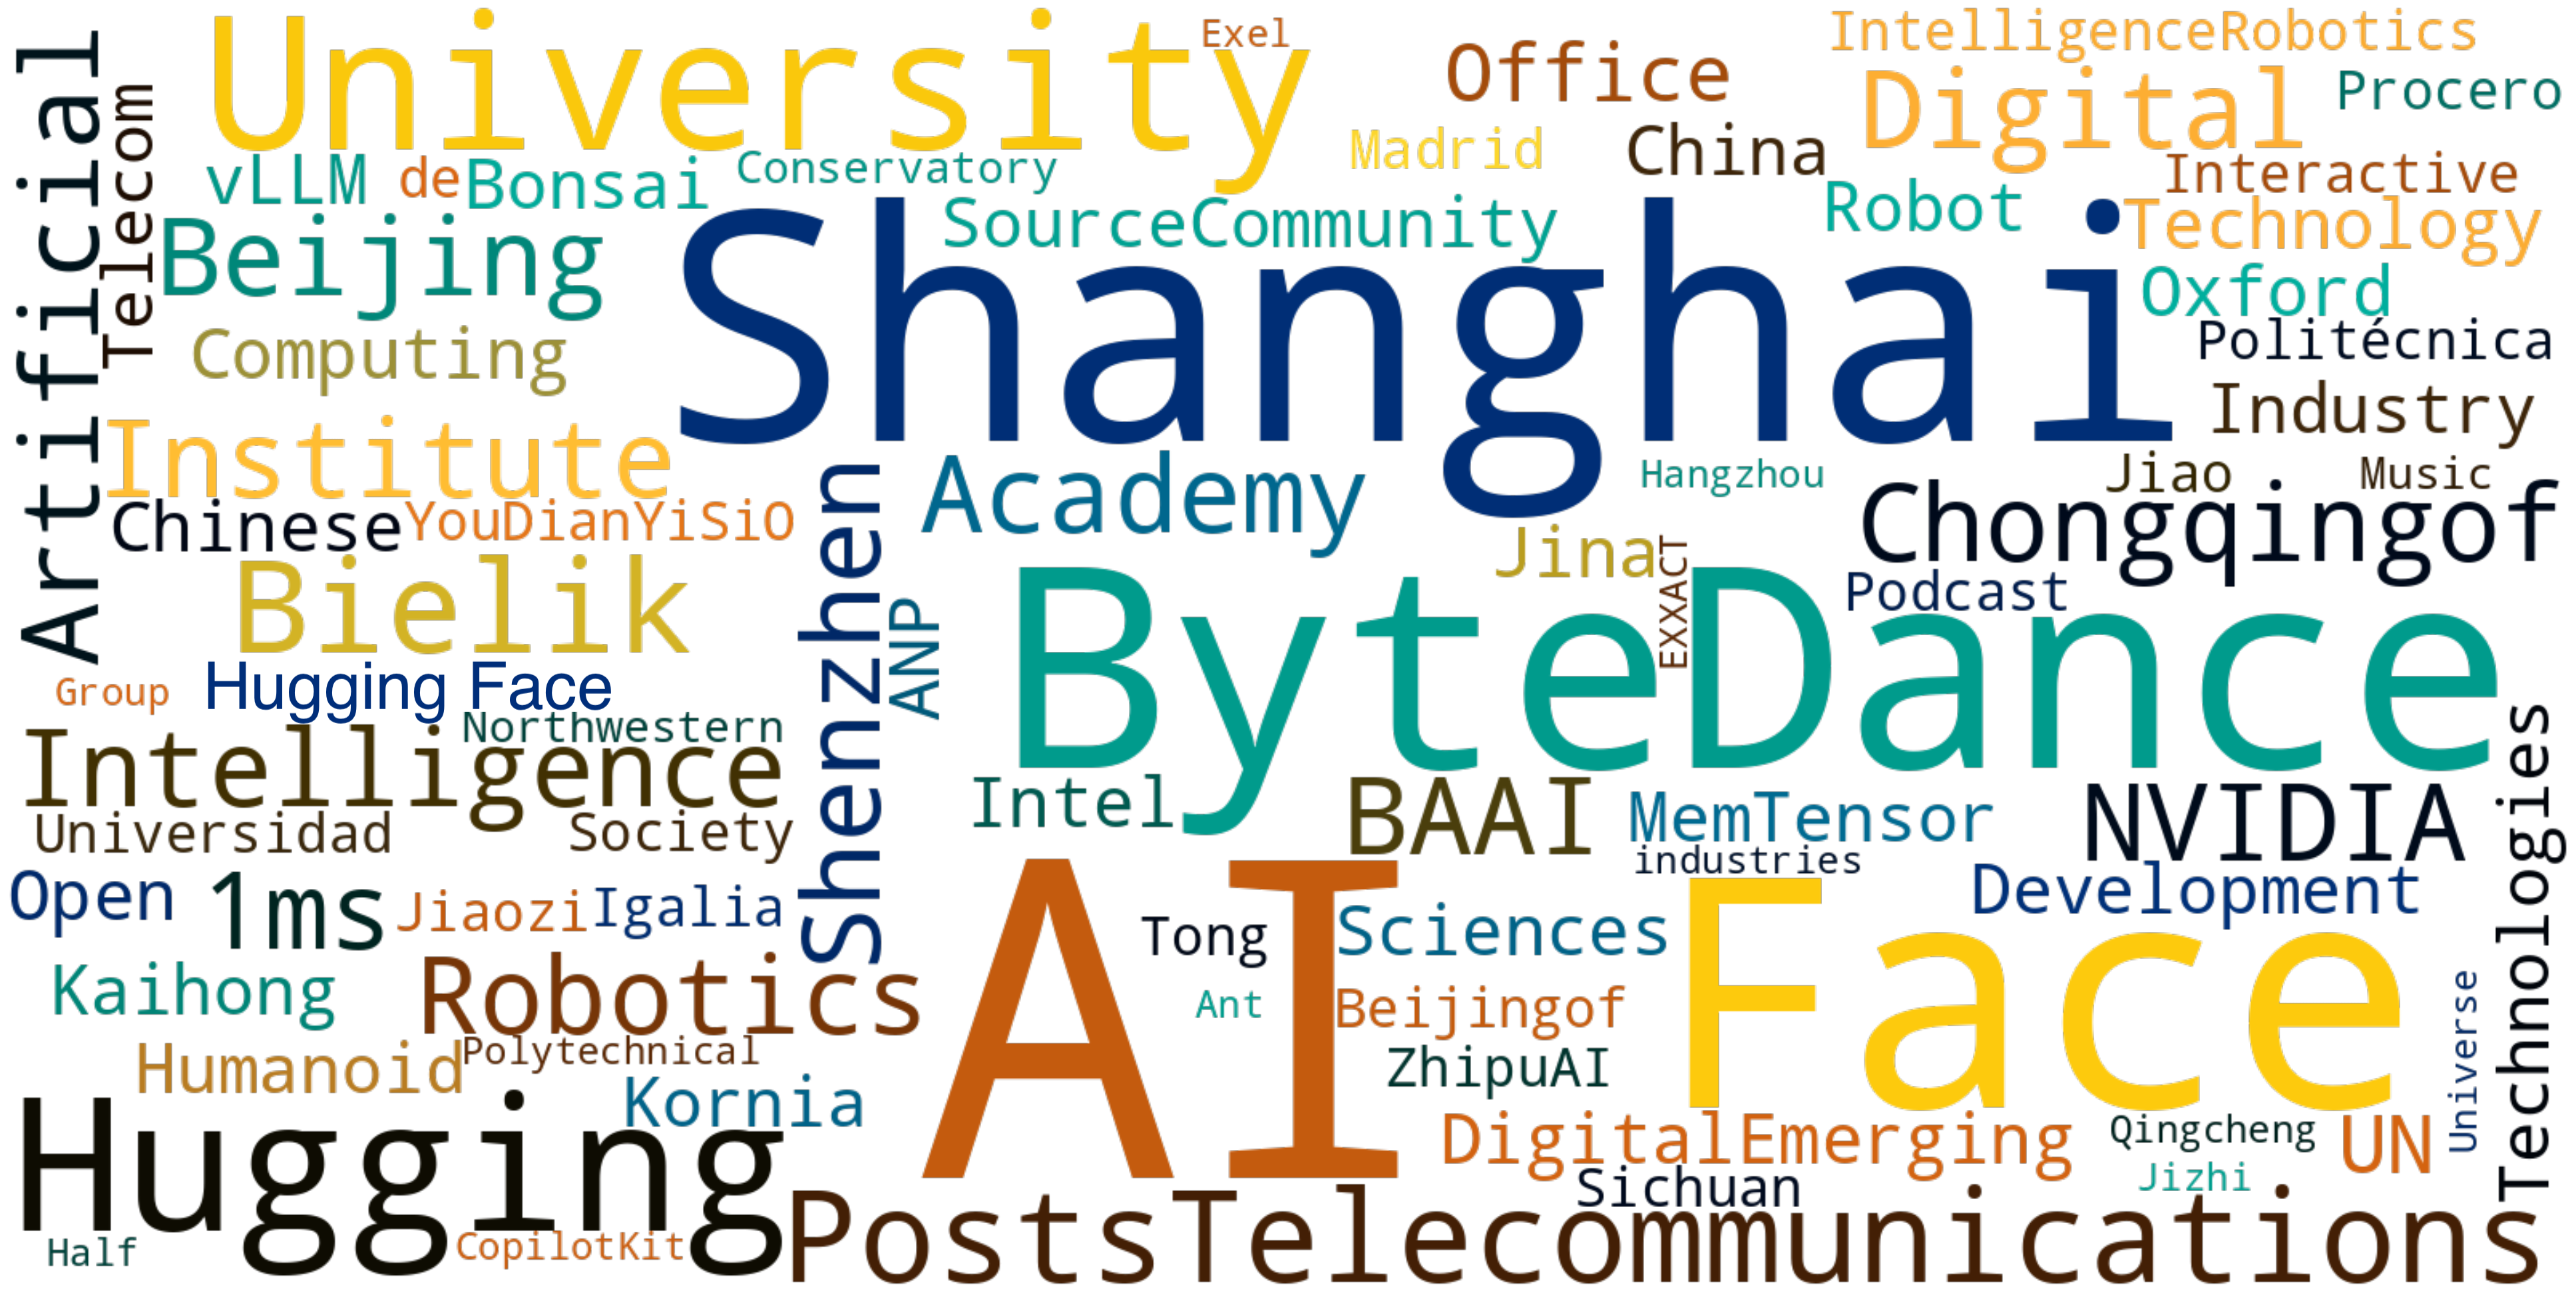 Artificial
Telecom
University
Exel
Office
IntelligenceRobotics
Digital
Procero
Madrid
China
vLLM
de
Bonsai
Conservatory
Interactive
Beijing
SourceCommunity
Robot
Technology
Shanghai
Oxford
Computing
Politécnica
Industry
Institute
Academy
Hangzhou
Jiao
Music
Chinese
YouDianYiSiO
Shenzhen
Jina
EXXACT
Chongqingof
Bielik
ANP
ByteDance
Podcast
Group
Hugging Face
Northwestern
Intelligence
Intel
BAAI
MemTensor
NVIDIA
Technologies
Universidad
Society
industries
Open
1ms
Jiaozi
Igalia
AI
Tong
Sciences
Face
Development
Kaihong
Robotics
Ant
Beijingof
Universe
Humanoid
Polytechnical
ZhipuAI
Kornia
Hugging
DigitalEmerging
Qingcheng
UN
Sichuan
Jizhi
Half
CopilotKit
PostsTelecommunications